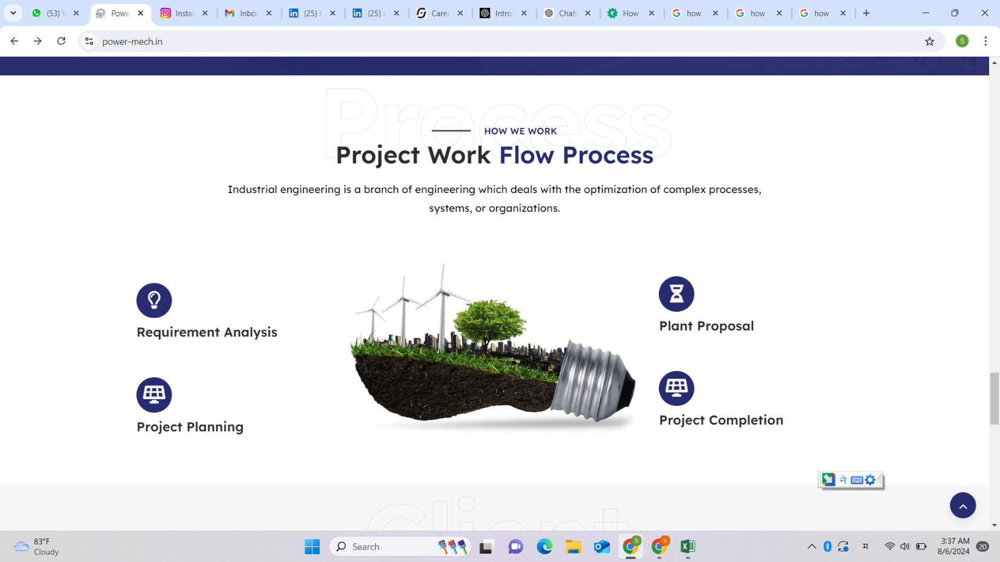 (53) W
Powe
Insta
Inbo
(25)
(25) a
Caree
Intro
Chat
How
how t
how t
how t
power-mech.in
S
Process
HOW WE WORK
Project Work Flow Process
Industrial engineering is a branch of engineering which deals with the optimization of complex processes,
systems, or organizations.
Requirement Analysis
Plant Proposal
Project Planning
Project Completion
ने
Client
83°F
Cloudy
Search
S
s
म
3:37 AM
8/6/2024
20